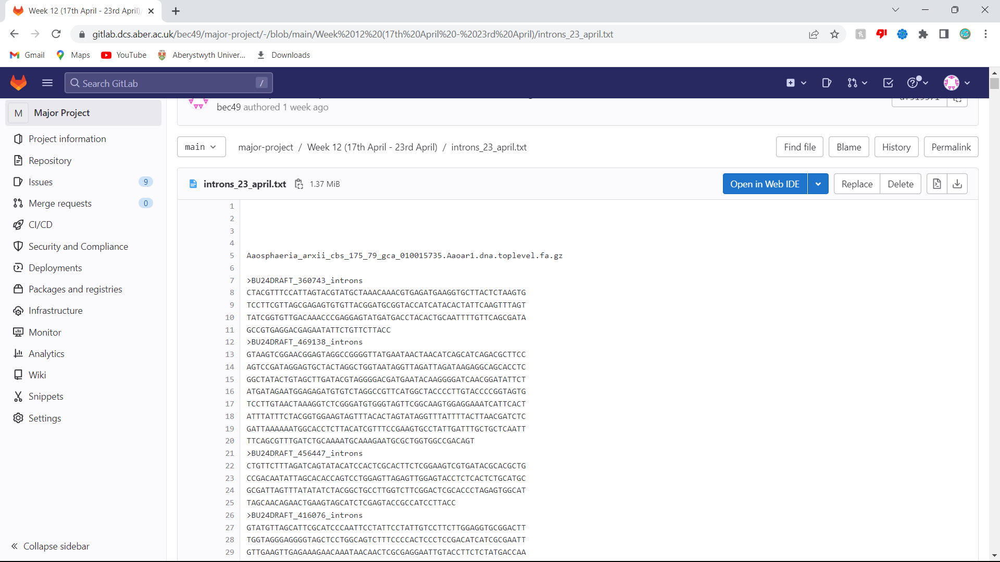 Week 12 (17th April - 23rd April)
gitlab.dcs.aber.ac.uk/bec49/major-project/-/blob/main/Week%2012%20(17th%20April%20-%2023rd%20April)/introns_23_april.txt
Gmail
Maps
YouTube
Aberystwyth Univer...
Downloads
Search GitLab
/
M
Major Project
Project information
Repository
Issues
9
Merge requests
0
CI/CD
Security and Compliance
Deployments
Packages and registries
Infrastructure
Monitor
Analytics
Wiki
Snippets
Settings
Collapse sidebar
bec49 authored 1 week ago
main
major-project / Week 12 (17th April - 23rd April) / introns_23_april.txt
Find file
Blame
History
Permalink
introns_23_april.txt
1.37 MiB
Open in Web IDE
Replace
Delete
1
2
3
4
5 Aaosphaeria_arxii_cbs_175_79_gca_010015735.Aaoar1.dna.toplevel.fa.gz
6
7 >BU24DRAFT_360743_introns
8 CTACGTTTCCATTAGTACGTATGCTAAACAAACGTGAGATGAAGGTGCTTACTCTAAGTG
9 TCCTTCGTTAGCGAGAGTGTGTTACGGATGCGGTACCATCATACACTATTCAAGTTTAGT
10 TATCGGTGTTGACAAACCCGAGGAGTATGATGACCTACACTGCAATTTTGTTCAGCGATA
11 GCCGTGAGGACGAGAATATTCTGTTCTTACC
12 >BU24DRAFT_469138_introns
13 GTAAGTCGGAACGGAGTAGGCCGGGGTTATGAATAACTAACATCAGCATCAGACGCTTCC
14 AGTCCGATAGGAGTGCTACTAGGCTGGTAATAGGTTAGATTAGATAAGAGGCAGCACCTC
15 GGCTATACTGTAGCTTGATACGTAGGGGACGATGAATACAAGGGGATCAACGGATATTCT
16 ATGATAGAATGGAGAGATGTGTCTAGGCCGTTCATGGCTACCCCTTGTACCCCGGTAGTG
17 TCCTTGTAACTAAAGGTCTCGGGATGTGGGTAGTTCGGCAAGTGGAGGAAATCATTCACT
18 ATTTATTTCTACGGTGGAAGTAGTTTACACTAGTATAGGTTTATTTTACTTAACGATCTC
19 GATTAAAAAATGGCACCTCTTACATCGTTTCCGAAGTGCCTATTGATTTGCTGCTCAATT
20 TTCAGCGTTTGATCTGCAAAATGCAAAGAATGCGCTGGTGGCCGACAGT
21 >BU24DRAFT_456447_introns
22 CTGTTCTTTAGATCAGTATACATCCACTCGCACTTCTCGGAAGTCGTGATACGCACGCTG
23 CCGACAATATTAGCACACCAGTCCTGGAGTTAGAGTTGGAGTACCTCTCACTCTGCATGC
24 GCGATTAGTTTATATATCTACGGCTGCCTTGGTCTTCGGACTCGCACCCTAGAGTGGCAT
25 TAGCAACAGAACTGAAGTAGCATCTCGAGTACCGCCATCCTTACC
26 >BU24DRAFT_416076_introns
27 GTATGTTAGCATTCGCATCCCAATTCCTATTCCTATTGTCCTTCTTGGAGGTGCGGACTT
28 TGGTAGGGAGGGGTAGCTCCTGGCAGTCTTTCCCCACTCCCTCCGACATCATCGCGAATT
29 GTTGAAGTTGAGAAAGAACAAATAACAACTCGCGAGGAATTGTACCTTCTCTATGACCAA